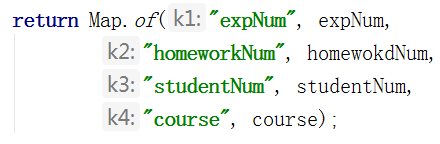 return Map.of( k1: "expNum", expNum,
k2: "homeworkNum", homewokdNum,
k3: "studentNum", studentNum,
k4: "course", course);